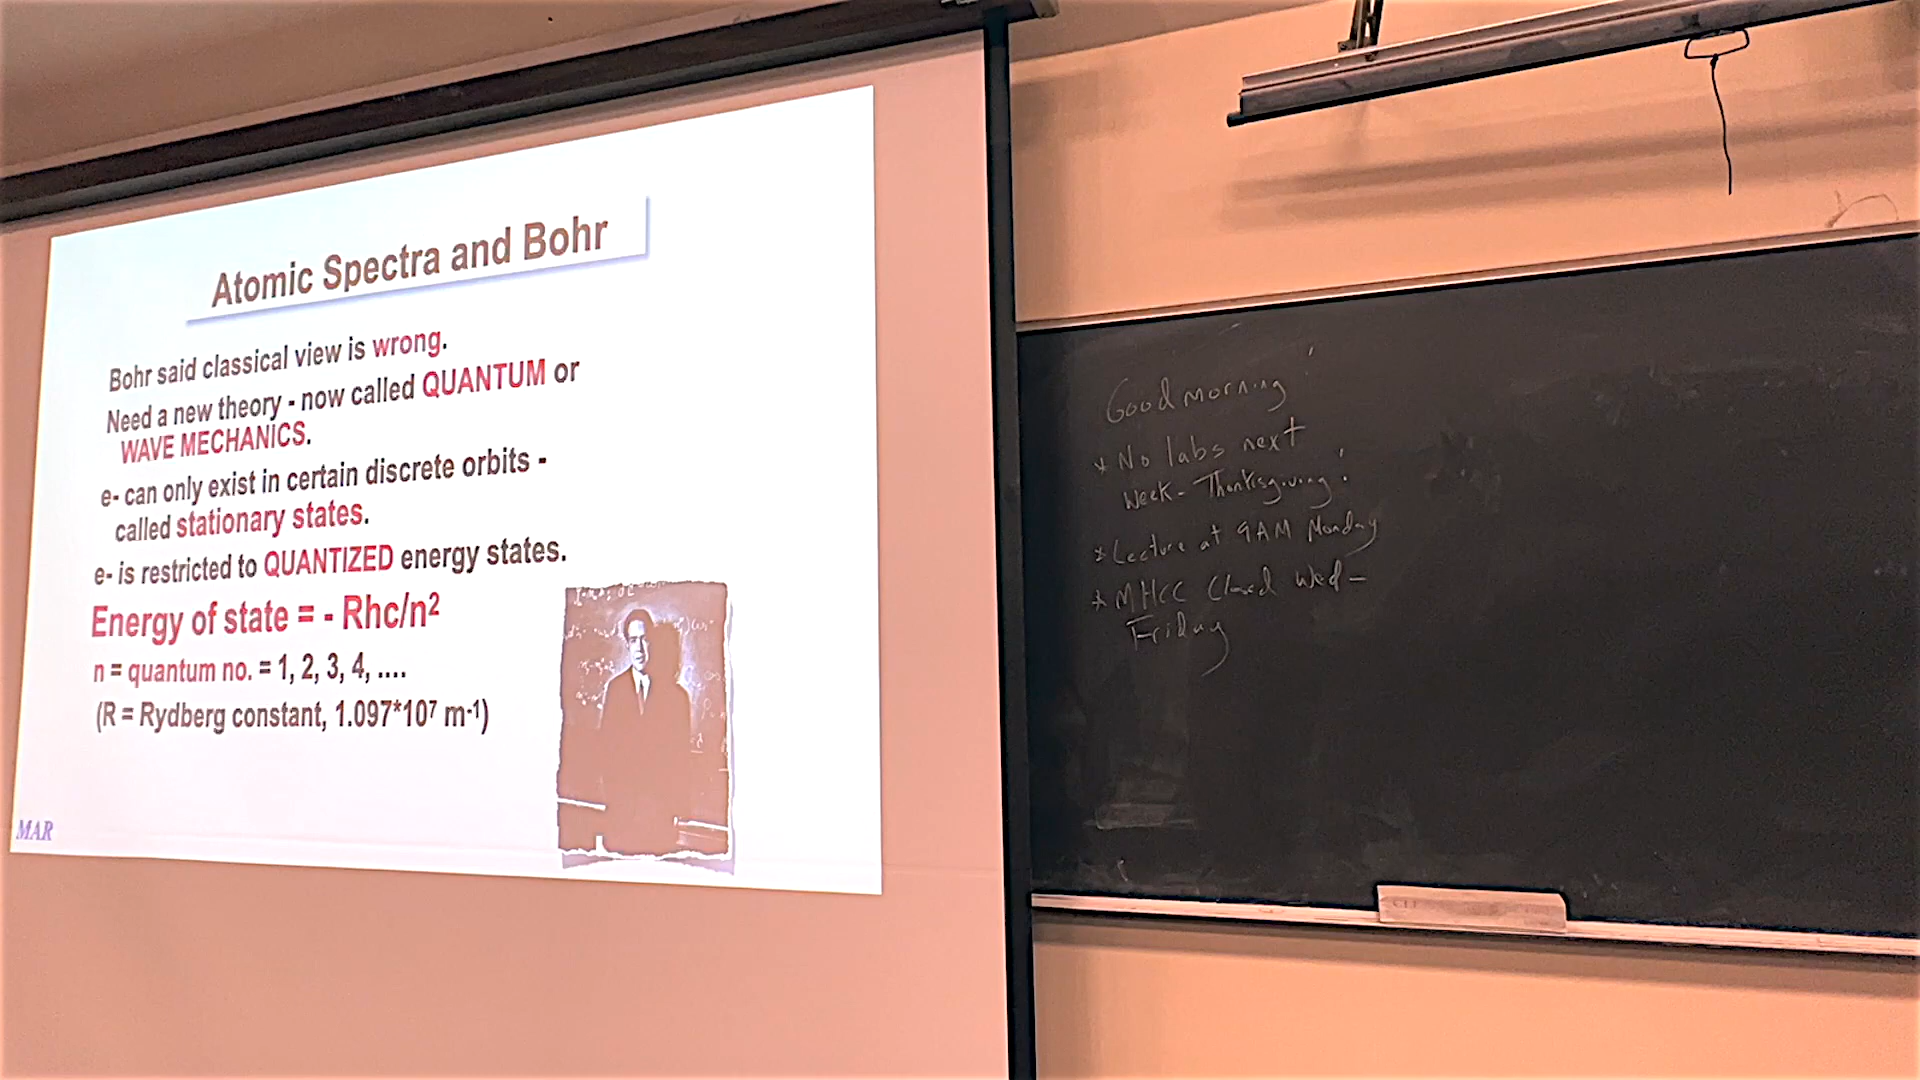 Atomic Spectra and Bohr
Bohr said classical view is wrong.
Need a new theory - now called QUANTUM or
WAVE MECHANICS.
e- can only exist in certain discrete orbits -
called stationary states.
e- is restricted to QUANTIZED energy states.
Energy of state = - Rhc/n²
n = quantum no. = 1, 2, 3, 4, ....
(R = Rydberg constant, 1.097*10⁷ m⁻¹)
MAR
Good morning
* No labs next
week - Thanksgiving!
* Lecture at 9AM Monday
* MHCC Closed Wed -
Friday